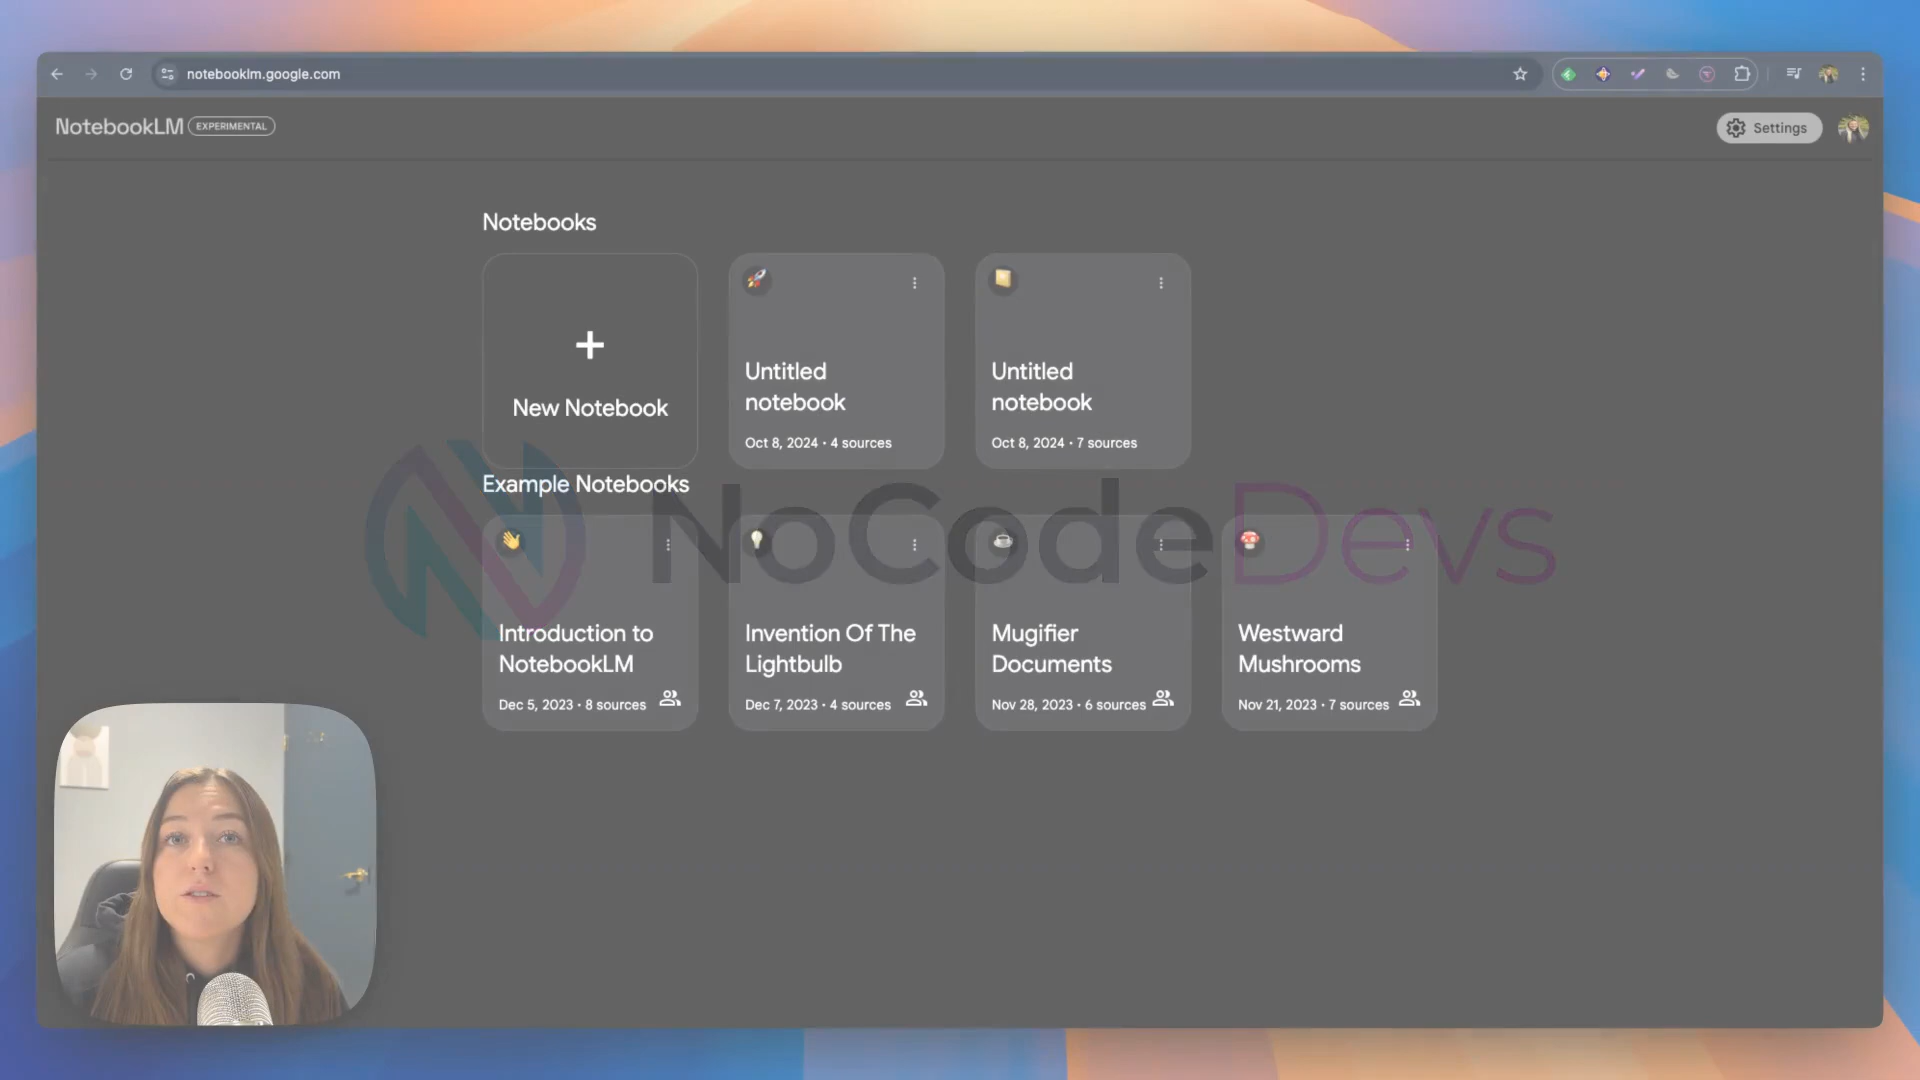 notebooklm.google.com
NotebookLM EXPERIMENTAL
Settings
Notebooks
New Notebook
Untitled
notebook
Oct 8, 2024 • 4 sources
Untitled
notebook
Oct 8, 2024 • 7 sources
Example Notebooks
NoCodeDevs
Introduction to
NotebookLM
Dec 5, 2023 • 8 sources
Invention Of The
Lightbulb
Dec 7, 2023 • 4 sources
Mugifier
Documents
Nov 28, 2023 • 6 sources
Westward
Mushrooms
Nov 21, 2023 • 7 sources